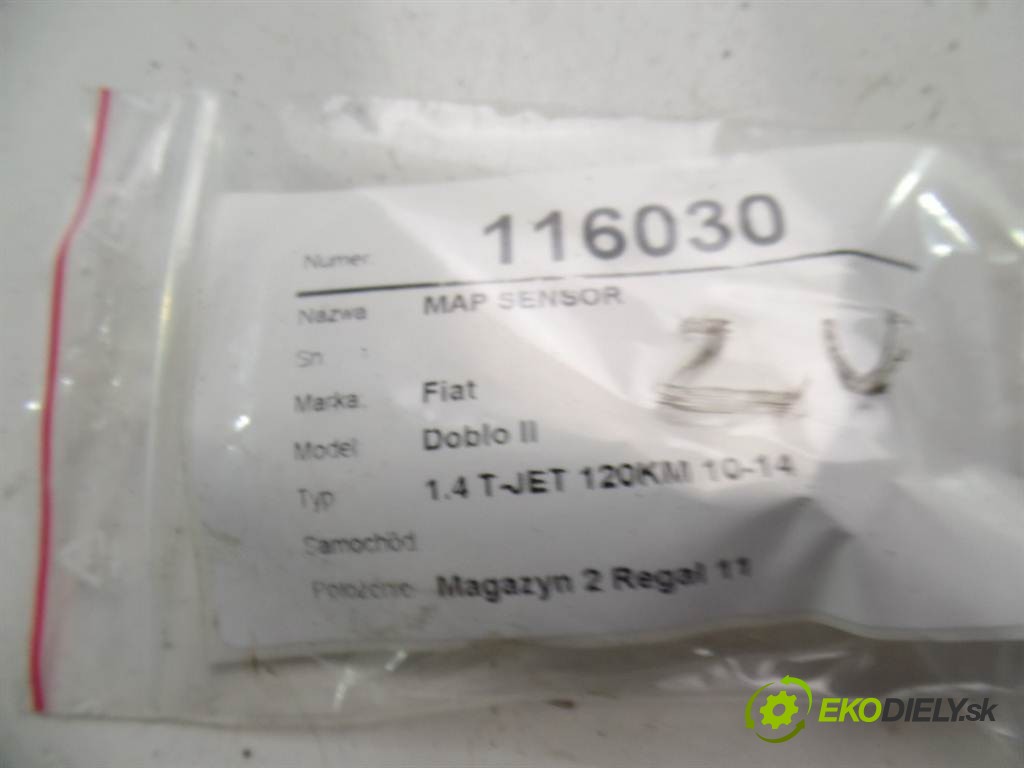 Numer 116030
Nazwa MAP SENSOR
Sn
Marka: Fiat
Model: Doblo II
Typ 1.4 T-JET 120KM 10-14
Samochód
Położenie Magazyn 2 Regał 11
EKODIELY.sk